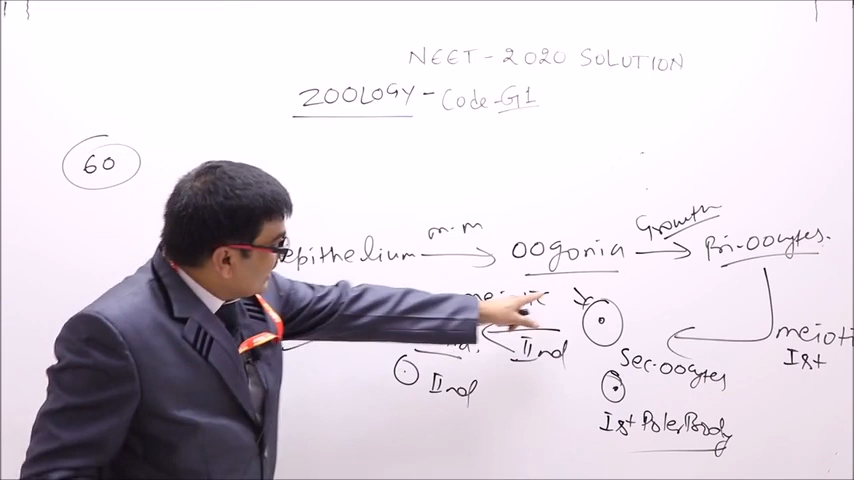 NEET-2020 SOLUTION
ZOOLOGY - Code-G1
60
epithelium m.m oogonia Growth Pri-oocytes.
IInd
Sec.oocytes
meioti
Ist
IInd
Ist Poler Body